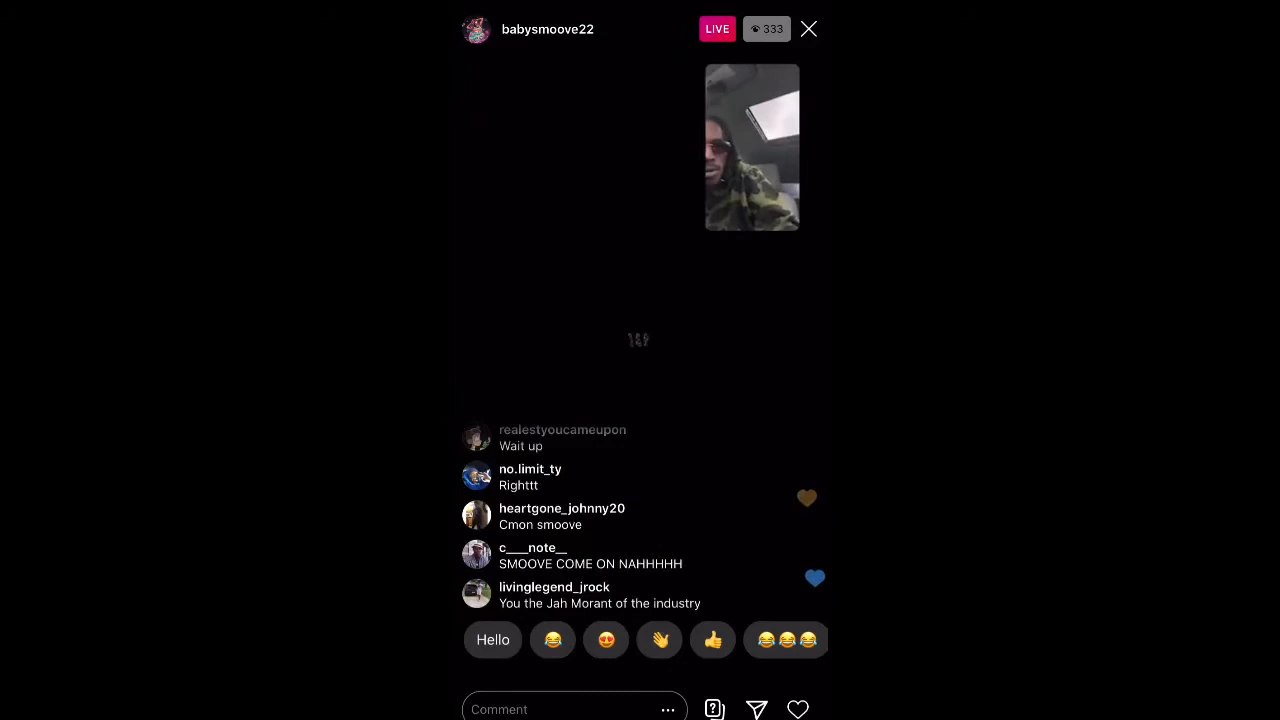 babysmoove22
LIVE
333
realestyoucameupon
Wait up
no.limit_ty
Righttt
heartgone_johnny20
Cmon smoove
c____note__
SMOOVE COME ON NAHHHHH
livinglegend_jrock
You the Jah Morant of the industry
Hello
Comment